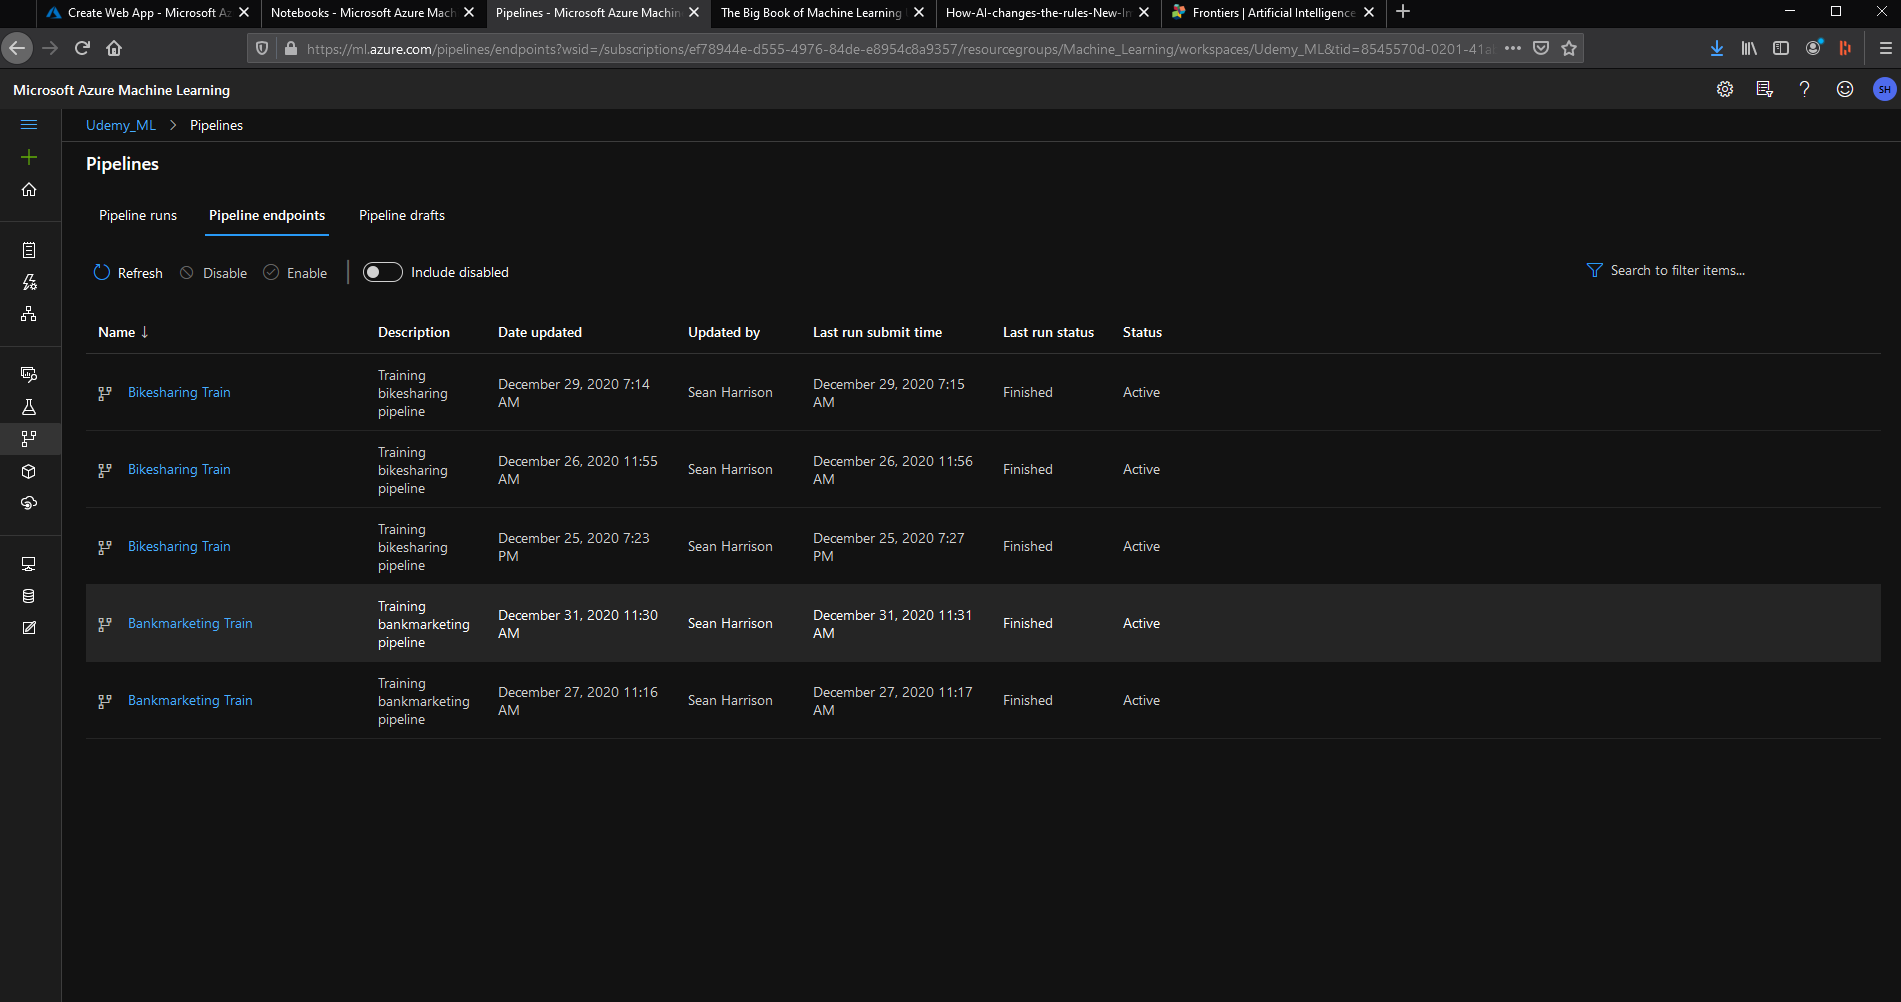 Create Web App - Microsoft Az
Notebooks - Microsoft Azure Mach
Pipelines - Microsoft Azure Machin
The Big Book of Machine Learning
How-AI-changes-the-rules-New-In
Frontiers | Artificial Intelligence
https://ml.azure.com/pipelines/endpoints?wsid=/subscriptions/ef78944e-d555-4976-84de-e8954c8a9357/resourcegroups/Machine_Learning/workspaces/Udemy_ML&tid=8545570d-0201-41al
Microsoft Azure Machine Learning
SH
Udemy_ML > Pipelines
Pipelines
Pipeline runs
Pipeline endpoints
Pipeline drafts
Refresh
Disable
Enable
Include disabled
Search to filter items...
Name ↓
Description
Date updated
Updated by
Last run submit time
Last run status
Status
Bikesharing Train
Training
bikesharing
pipeline
December 29, 2020 7:14
AM
Sean Harrison
December 29, 2020 7:15
AM
Finished
Active
Bikesharing Train
Training
bikesharing
pipeline
December 26, 2020 11:55
AM
Sean Harrison
December 26, 2020 11:56
AM
Finished
Active
Bikesharing Train
Training
bikesharing
pipeline
December 25, 2020 7:23
PM
Sean Harrison
December 25, 2020 7:27
PM
Finished
Active
Bankmarketing Train
Training
bankmarketing
pipeline
December 31, 2020 11:30
AM
Sean Harrison
December 31, 2020 11:31
AM
Finished
Active
Bankmarketing Train
Training
bankmarketing
pipeline
December 27, 2020 11:16
AM
Sean Harrison
December 27, 2020 11:17
AM
Finished
Active